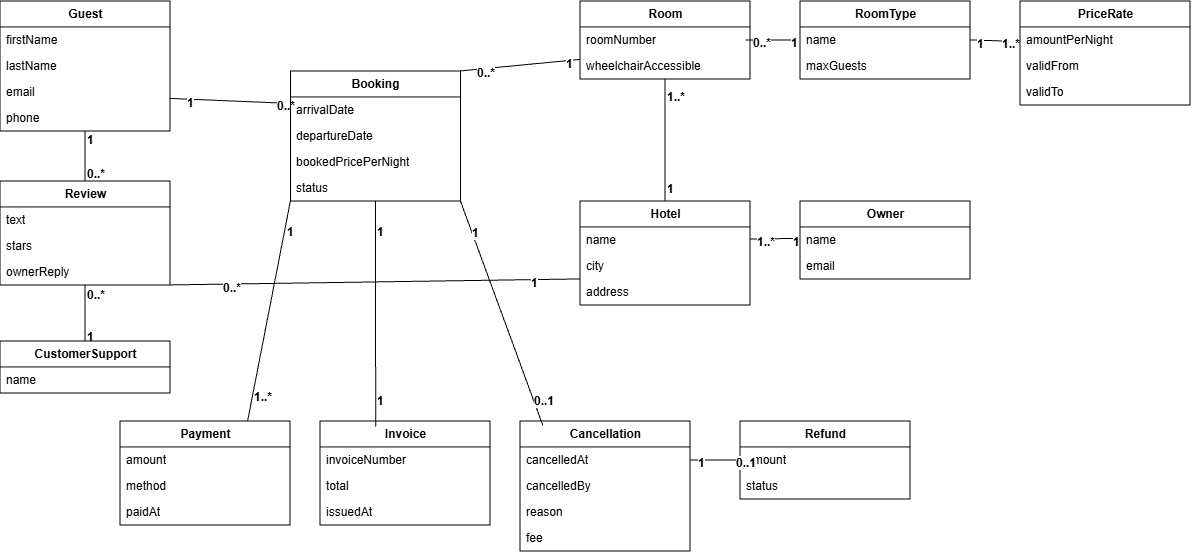 Guest
firstName
lastName
email
phone
Booking
arrivalDate
departureDate
bookedPricePerNight
status
Room
roomNumber
wheelchairAccessible
RoomType
name
maxGuests
PriceRate
amountPerNight
validFrom
validTo
1
0..*
0..*
1
0..*
1
1
1..*
1
0..*
1..*
1
Review
text
stars
ownerReply
Hotel
name
city
address
Owner
name
email
1..*
1
0..*
1
0..*
1
CustomerSupport
name
1
1
1
1..*
1
0..1
Payment
amount
method
paidAt
Invoice
invoiceNumber
total
issuedAt
Cancellation
cancelledAt
cancelledBy
reason
fee
1
0..1
Refund
mount
status